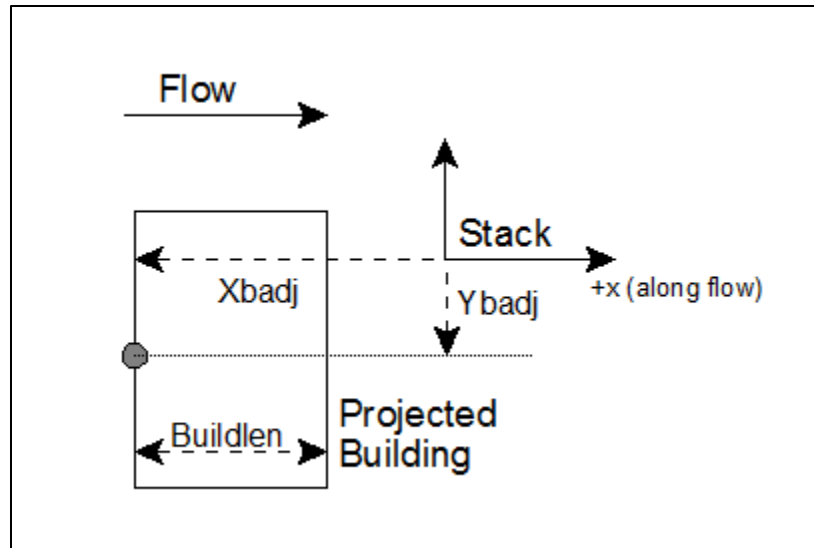 Flow
Stack
+x (along flow)
Xbadj
Ybadj
Buildlen
Projected
Building